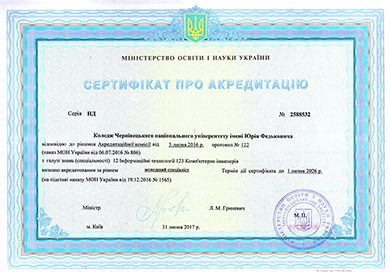 МІНІСТЕРСТВО ОСВІТИ І НАУКИ УКРАЇНИ
СЕРТИФІКАТ ПРО АКРЕДИТАЦІЮ
Серія НД № 2588532
Коледж Чернівецького національного університету імені Юрія Федьковича
відповідно до рішення Акредитаційної комісії від 5 липня 2016 р. протокол № 122
(наказ МОН України від 06.07.2016 № 806)
з галузі знань (спеціальності) 12 Інформаційні технології 123 Комп'ютерна інженерія
визнано акредитованим за рівнем молодший спеціаліст Термін дії сертифіката до 1 липня 2026 р.
(на підставі наказу МОН України від 19.12.2016 № 1565)
Міністр Л. М. Гриневич
М. П.
м. Київ 31 липня 2017 р.